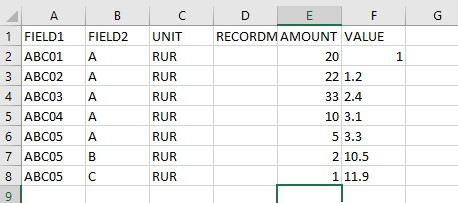 A B C D E F G
1 FIELD1 FIELD2 UNIT RECORDM AMOUNT VALUE
2 ABC01 A RUR 20 1
3 ABC02 A RUR 22 1.2
4 ABC03 A RUR 33 2.4
5 ABC04 A RUR 10 3.1
6 ABC05 A RUR 5 3.3
7 ABC05 B RUR 2 10.5
8 ABC05 C RUR 1 11.9
9